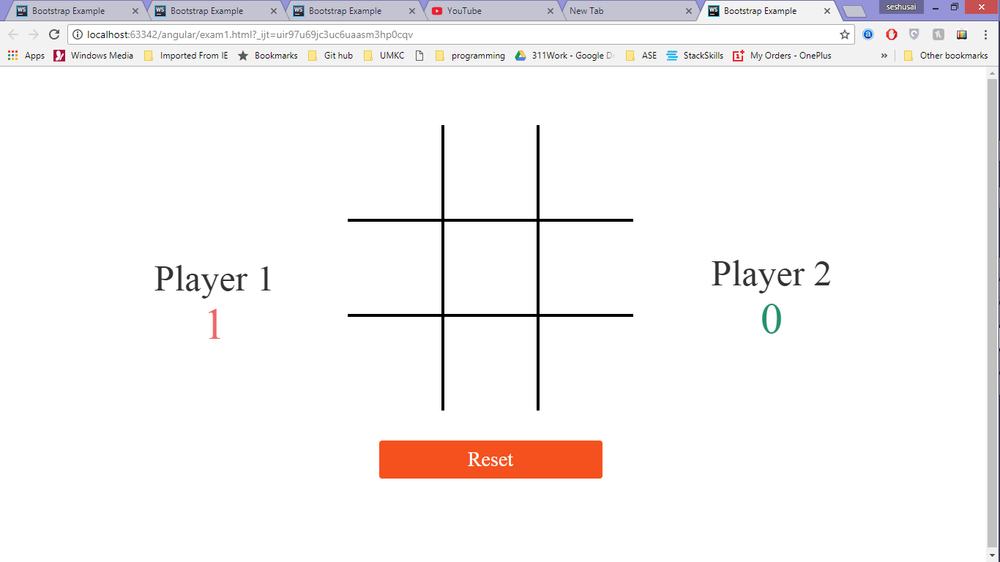 Bootstrap Example
Bootstrap Example
Bootstrap Example
YouTube
New Tab
Bootstrap Example
seshusai
localhost:63342/angular/exam1.html?_ijt=uir97u69jc3uc6uaasm3hp0cqv
Apps
Windows Media
Imported From IE
Bookmarks
Git hub
UMKC
programming
311Work - Google D
ASE
StackSkills
My Orders - OnePlus
»
Other bookmarks
Player 1
1
Player 2
0
Reset